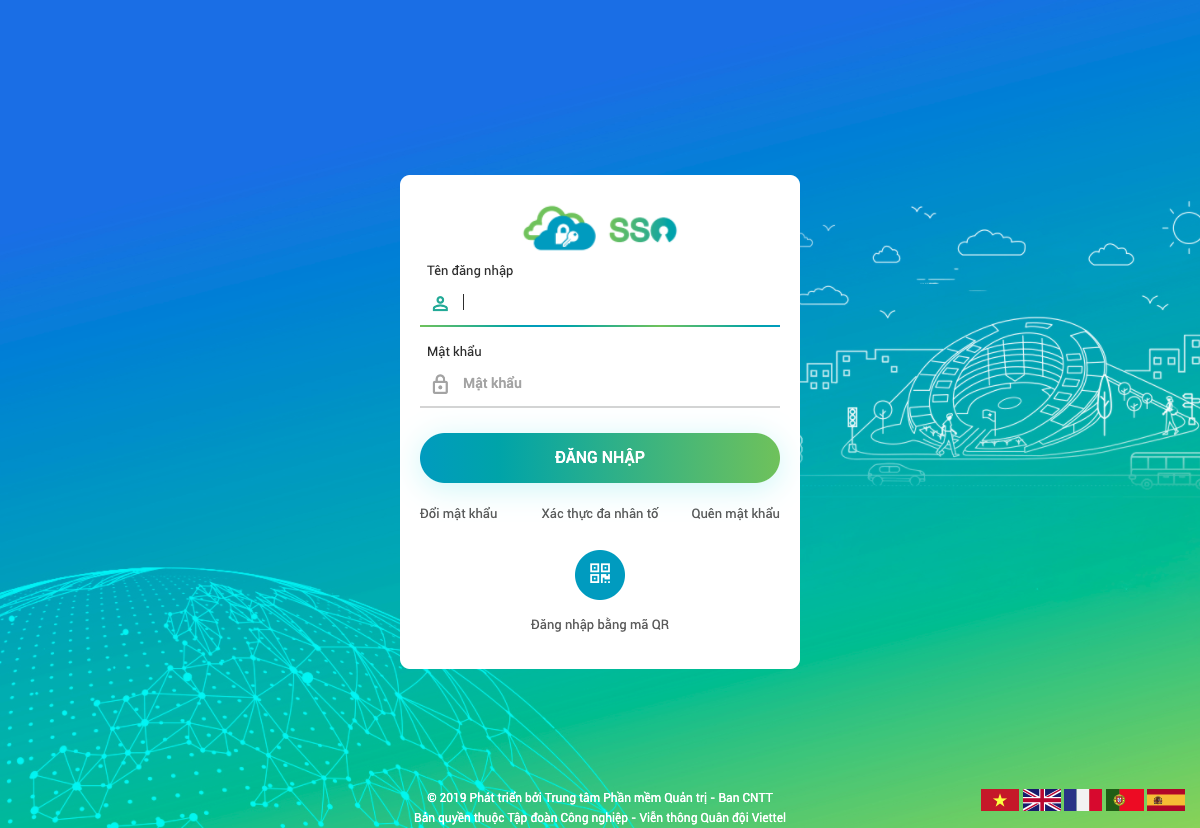 SSO
Tên đăng nhập
Mật khẩu
Mật khẩu
ĐĂNG NHẬP
Đổi mật khẩu Xác thực đa nhân tố Quên mật khẩu
Đăng nhập bằng mã QR
© 2019 Phát triển bởi Trung tâm Phần mềm Quản trị - Ban CNTT
Bản quyền thuộc Tập đoàn Công nghiệp - Viễn thông Quân đội Viettel